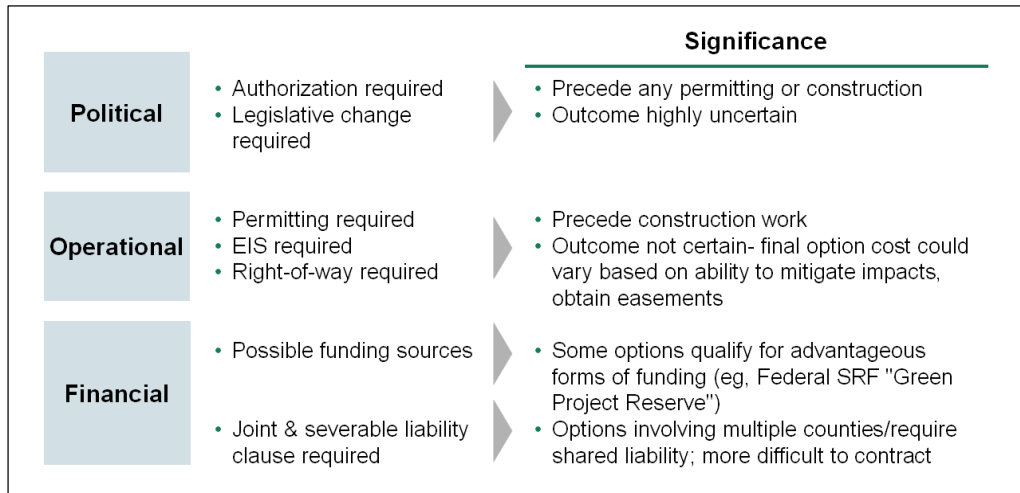 Significance
Political
• Authorization required
• Legislative change
required
• Precede any permitting or construction
• Outcome highly uncertain
Operational
• Permitting required
• EIS required
• Right-of-way required
• Precede construction work
• Outcome not certain- final option cost could
vary based on ability to mitigate impacts,
obtain easements
Financial
• Possible funding sources
• Some options qualify for advantageous
forms of funding (eg, Federal SRF "Green
Project Reserve")
• Joint & severable liability
clause required
• Options involving multiple counties/require
shared liability; more difficult to contract